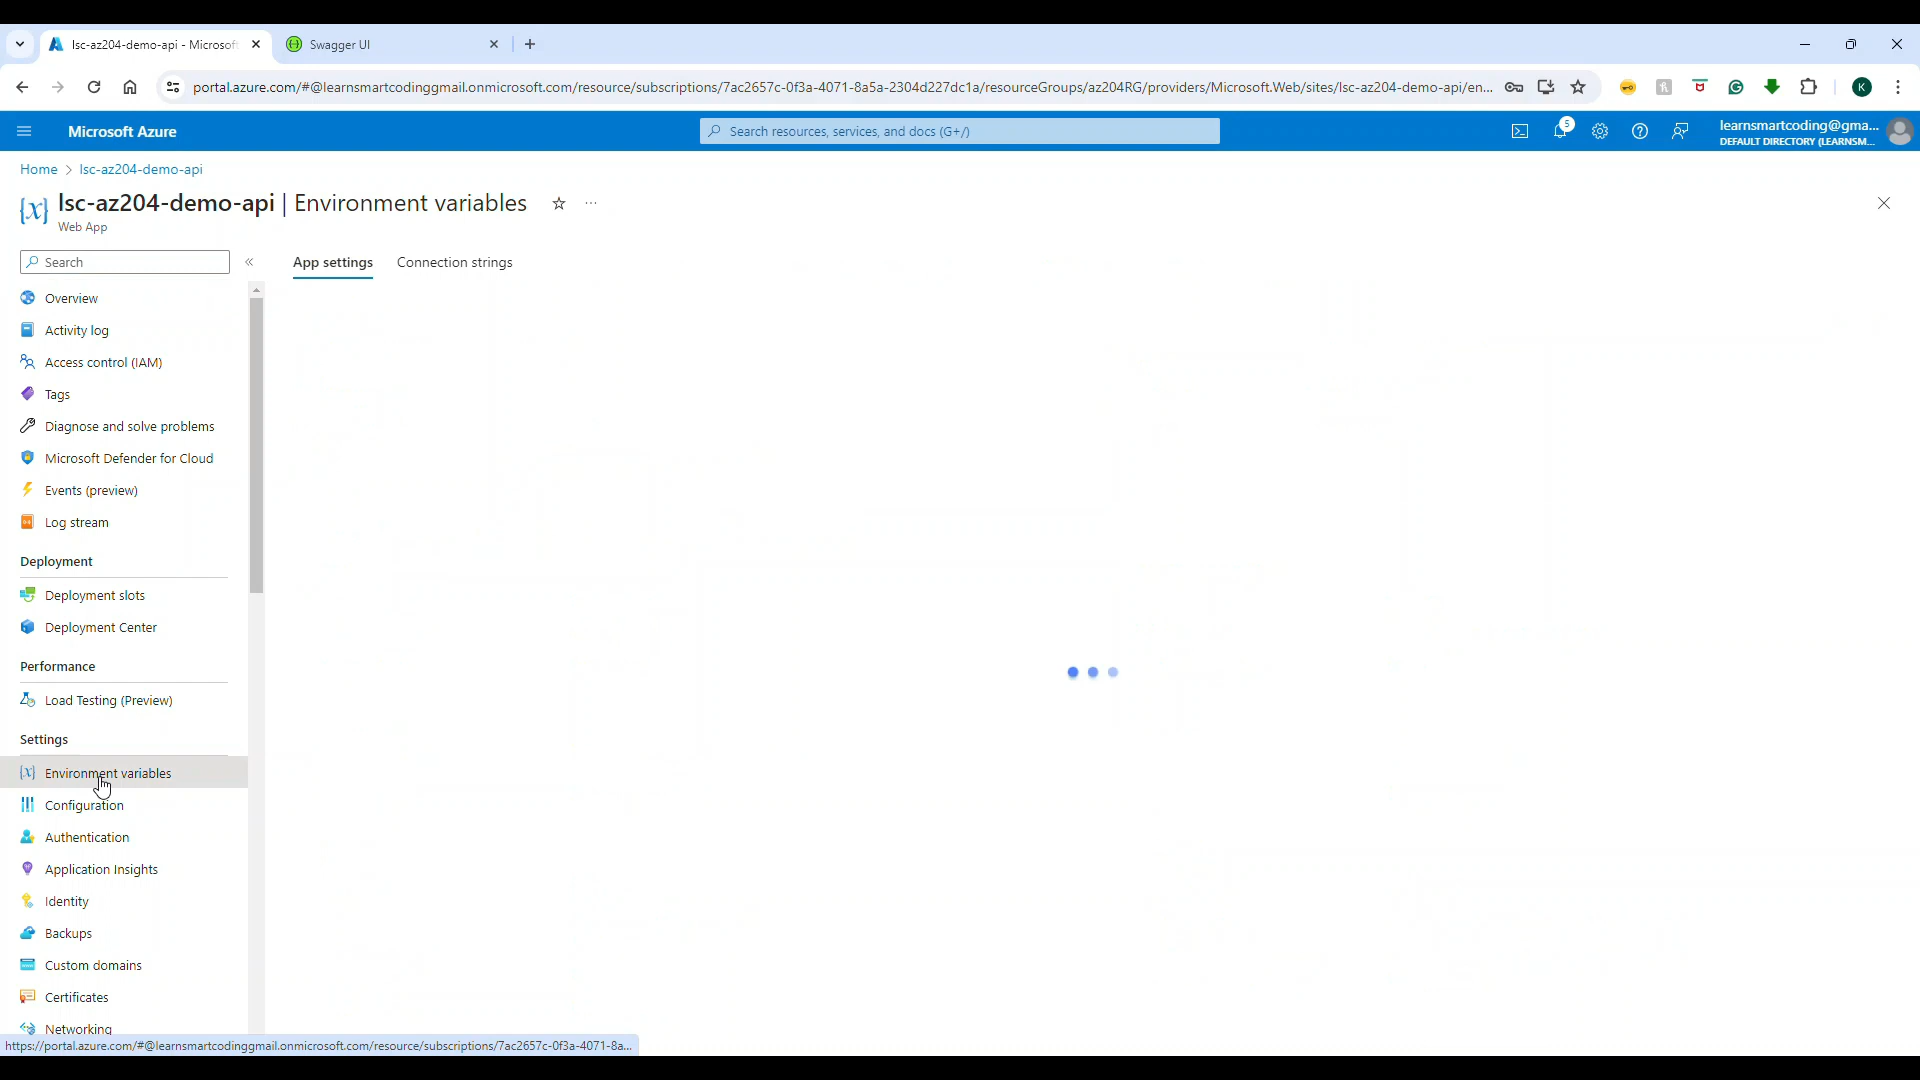 lsc-az204-demo-api - Microsoft
Swagger UI
portal.azure.com/#@learnsmartcodinggmail.onmicrosoft.com/resource/subscriptions/7ac2657c-0f3a-4071-8a5a-2304d227dc1a/resourceGroups/az204RG/providers/Microsoft.Web/sites/lsc-az204-demo-api/en...
K
Microsoft Azure
Search resources, services, and docs (G+/)
5
learnsmartcoding@gma...
DEFAULT DIRECTORY (LEARNSM...
Home > lsc-az204-demo-api
lsc-az204-demo-api | Environment variables
Web App
Search
App settings
Connection strings
Overview
Activity log
Access control (IAM)
Tags
Diagnose and solve problems
Microsoft Defender for Cloud
Events (preview)
Log stream
Deployment
Deployment slots
Deployment Center
Performance
Load Testing (Preview)
Settings
Environment variables
Configuration
Authentication
Application Insights
Identity
Backups
Custom domains
Certificates
Networking
https://portal.azure.com/#@learnsmartcodinggmail.onmicrosoft.com/resource/subscriptions/7ac2657c-0f3a-4071-8a...